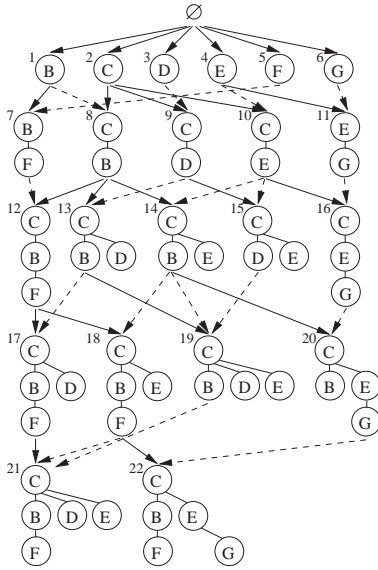 ∅
1 2 3 4 5 6
B C D E F G
7 8 9 10 11
B C C C E
F B D E G
12 13 14 15 16
C C C C C
B B D B E D E E
F G
17 18 19 20
C C C C
B D B E B D E B E
F F G
21 22
C C
B D E B E
F F G